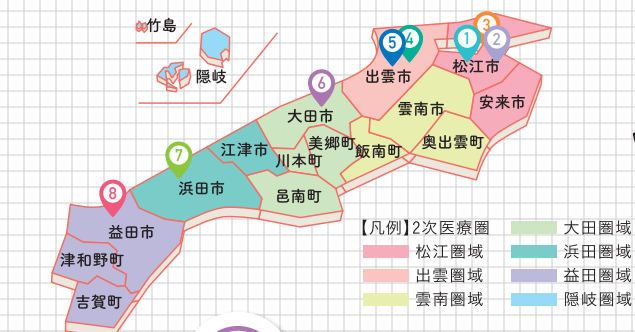 竹島
隠岐
3
5
4
1
2
松江市
出雲市
6
安来市
雲南市
大田市
美郷町
奥出雲町
飯南町
江津市
川本町
7
浜田市
邑南町
8
益田市
津和野町
吉賀町
【凡例】2次医療圏
松江圏域
出雲圏域
雲南圏域
大田圏域
浜田圏域
益田圏域
隠岐圏域